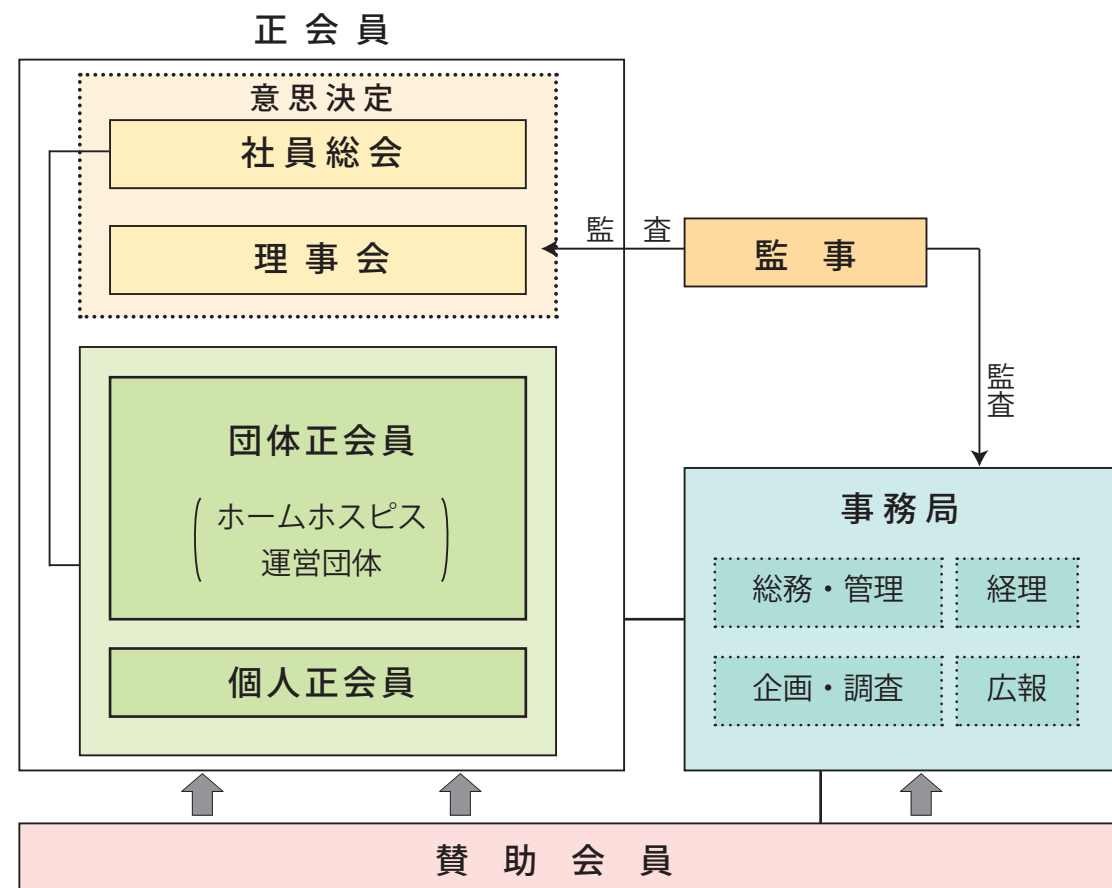 正会員
意思決定
社員総会
理事会
監査
監事
監査
団体正会員
(ホームホスピス
運営団体)
個人正会員
事務局
総務・管理
経理
企画・調査
広報
賛助会員